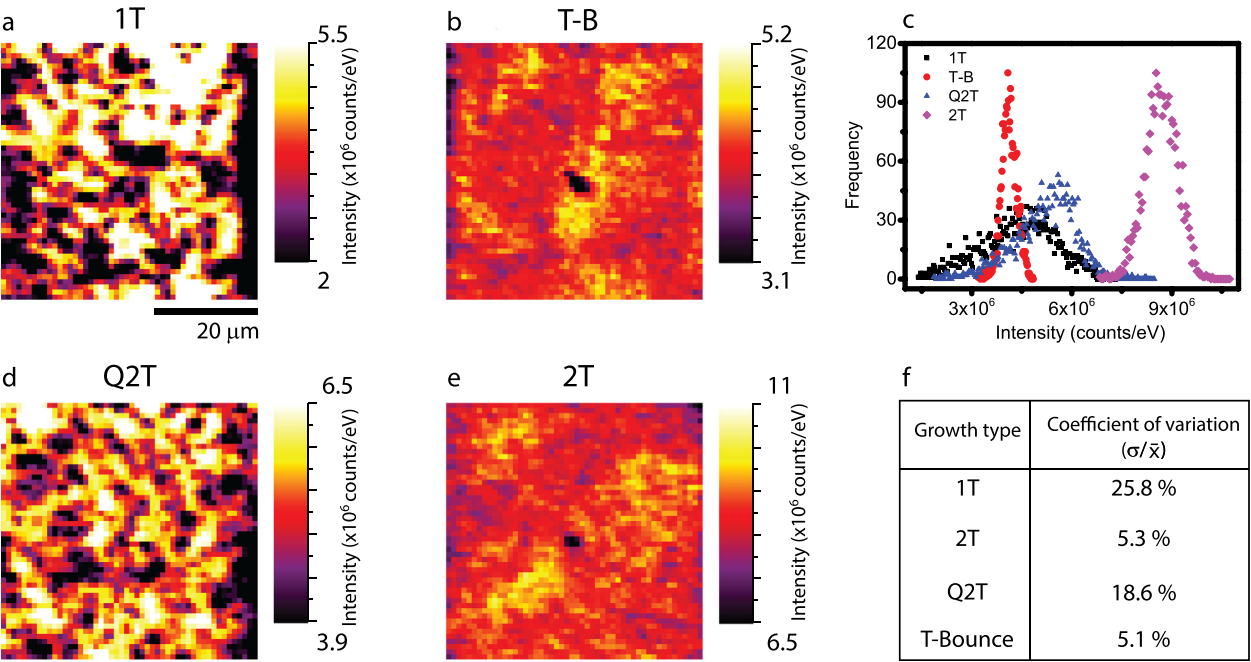 a 1T
5.5
Intensity (x10⁶ counts/eV)
2
20 μm
b T-B
5.2
Intensity (x10⁶ counts/eV)
3.1
c
120
90
60
30
0
Frequency
1T
T-B
Q2T
2T
3x10⁶ 6x10⁶ 9x10⁶
Intensity (counts/eV)
d Q2T
6.5
Intensity (x10⁶ counts/eV)
3.9
e 2T
11
Intensity (x10⁶ counts/eV)
6.5
f
Growth type Coefficient of variation
(σ/x̄)
1T 25.8 %
2T 5.3 %
Q2T 18.6 %
T-Bounce 5.1 %